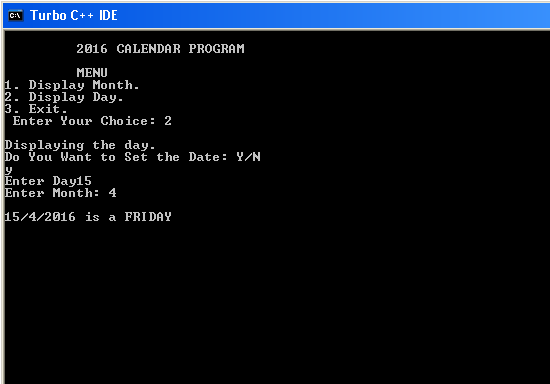 Turbo C++ IDE
2016 CALENDAR PROGRAM
MENU
1. Display Month.
2. Display Day.
3. Exit.
Enter Your Choice: 2
Displaying the day.
Do You Want to Set the Date: Y/N
y
Enter Day15
Enter Month: 4
15/4/2016 is a FRIDAY